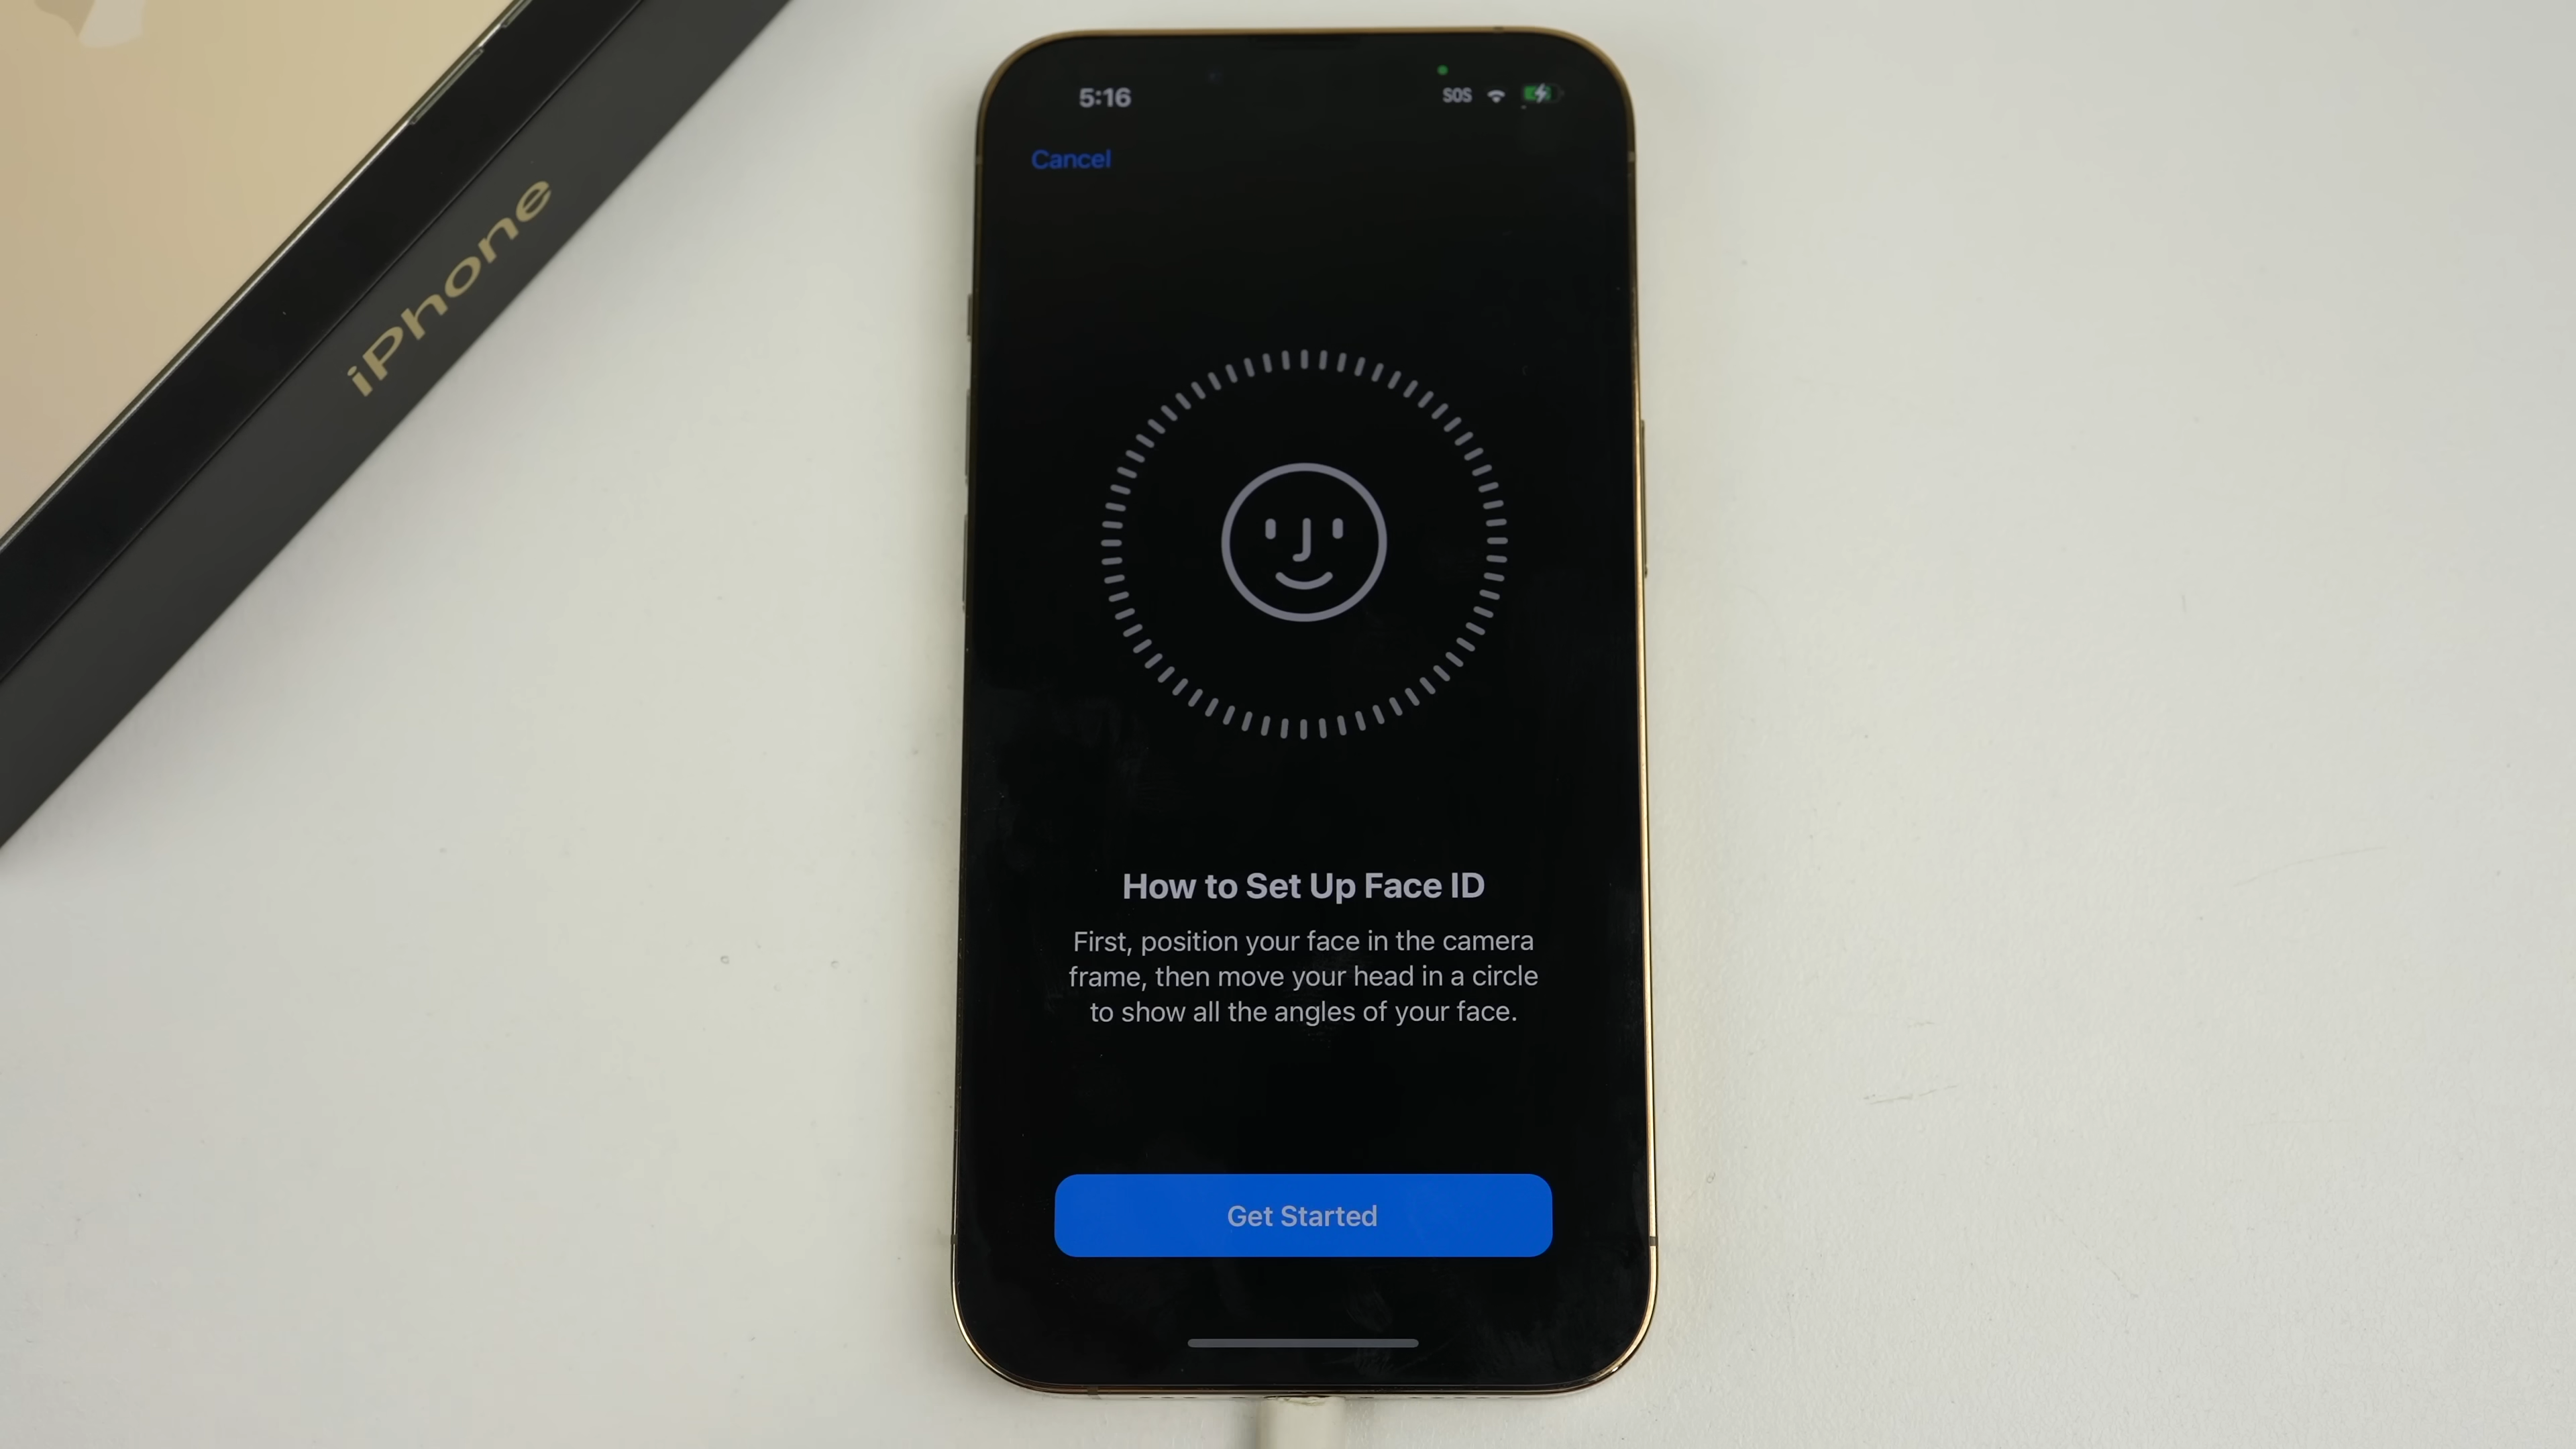 iPhone
5:16
SOS
Cancel
How to Set Up Face ID
First, position your face in the camera
frame, then move your head in a circle
to show all the angles of your face.
Get Started